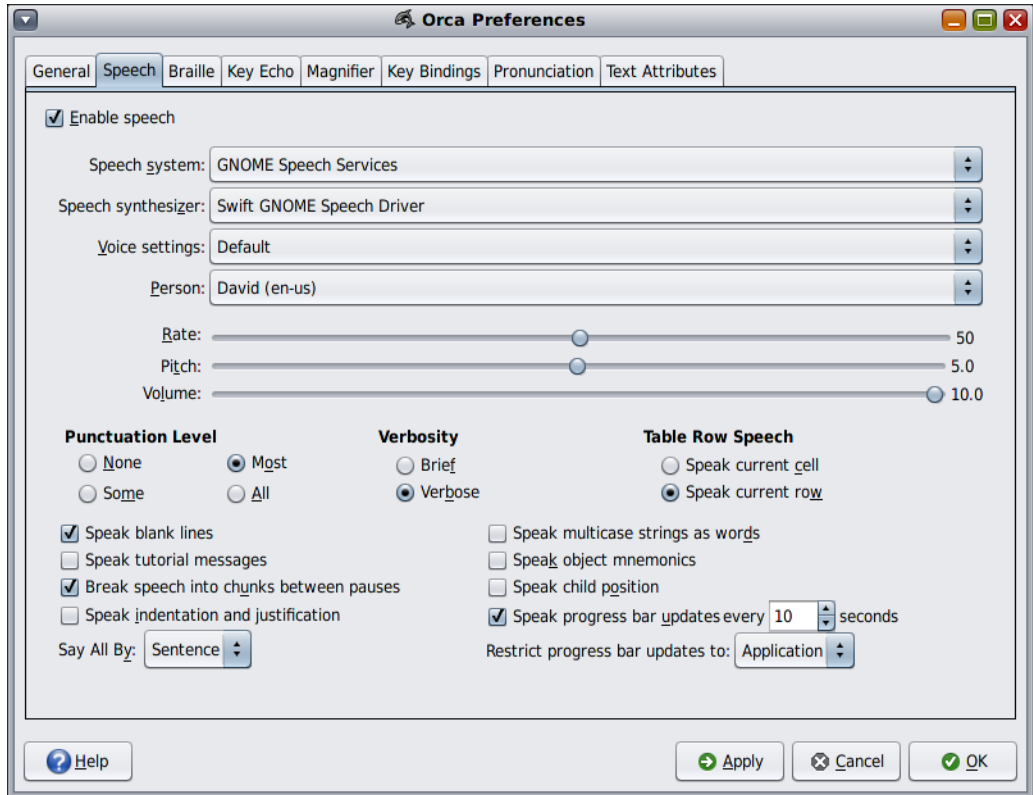 Orca Preferences
General Speech Braille Key Echo Magnifier Key Bindings Pronunciation Text Attributes
Enable speech
Speech system: GNOME Speech Services
Speech synthesizer: Swift GNOME Speech Driver
Voice settings: Default
Person: David (en-us)
Rate: 50
Pitch: 5.0
Volume: 10.0
Punctuation Level Verbosity Table Row Speech
None Most Brief Speak current cell
Some All Verbose Speak current row
Speak blank lines Speak multicase strings as words
Speak tutorial messages Speak object mnemonics
Break speech into chunks between pauses Speak child position
Speak indentation and justification Speak progress bar updates every 10 seconds
Say All By: Sentence Restrict progress bar updates to: Application
Help Apply Cancel OK